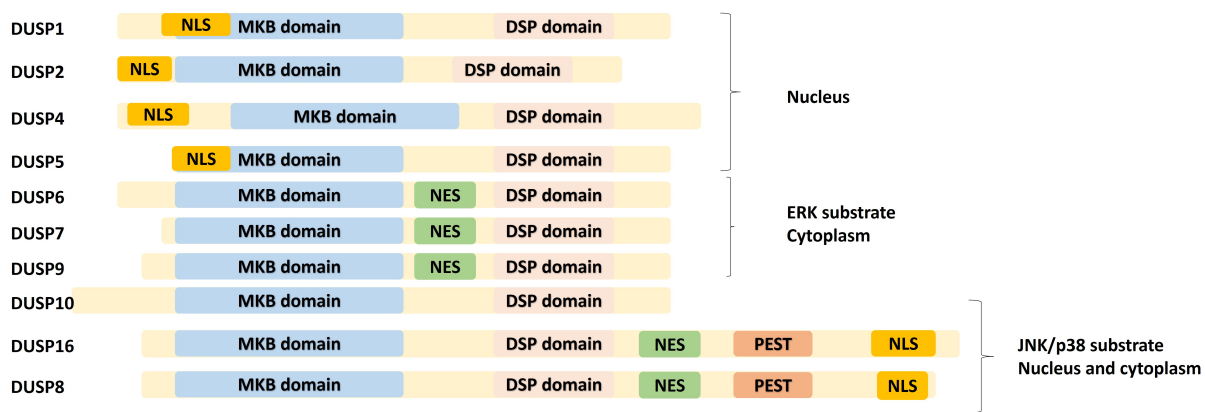 DUSP1 NLS MKB domain DSP domain
DUSP2 NLS MKB domain DSP domain
Nucleus
DUSP4 NLS MKB domain DSP domain
DUSP5 NLS MKB domain DSP domain
DUSP6 MKB domain NES DSP domain
ERK substrate
DUSP7 MKB domain NES DSP domain
Cytoplasm
DUSP9 MKB domain NES DSP domain
DUSP10 MKB domain DSP domain
DUSP16 MKB domain DSP domain NES PEST NLS
JNK/p38 substrate
Nucleus and cytoplasm
DUSP8 MKB domain DSP domain NES PEST NLS